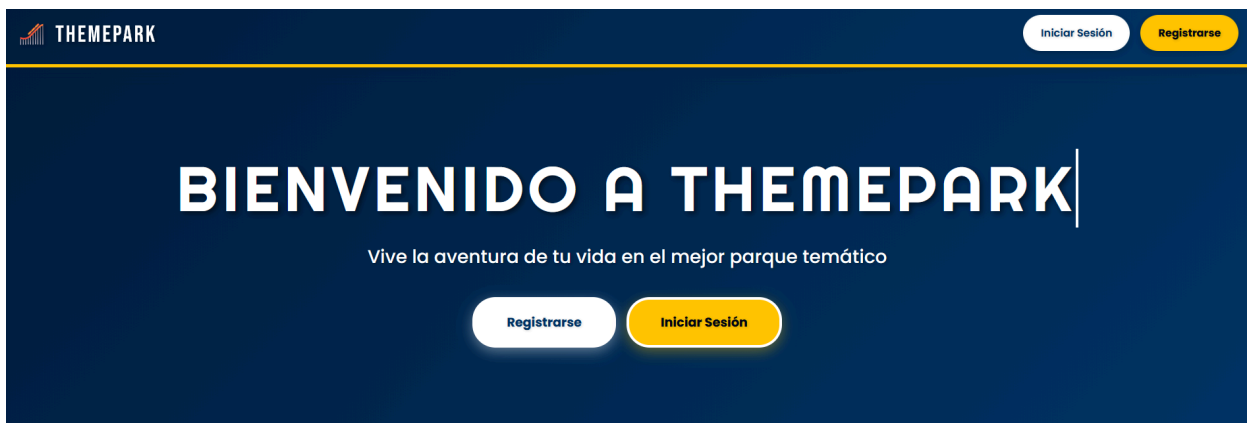 THEMEPARK
Iniciar Sesión
Registrarse
BIENVENIDO A THEMEPARK
Vive la aventura de tu vida en el mejor parque temático
Registrarse
Iniciar Sesión